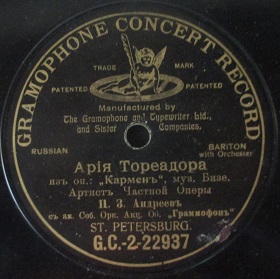 GRAMOPHONE CONCERT RECORD
TRADE MARK
PATENTED PATENTED
Manufactured by
The Gramophone and Typewriter Ltd.,
and Sister Companies.
RUSSIAN
BARITON
with Orchester
Арія Тореадора
изъ оп.: „Карменъ", муз. Бизе.
Артистъ Частной Оперы
П. З. Андреевъ
съ ак. Соб. Орк. Акц. Об. „Граммофонъ"
ST. PETERSBURG.
G.C.-2-22937